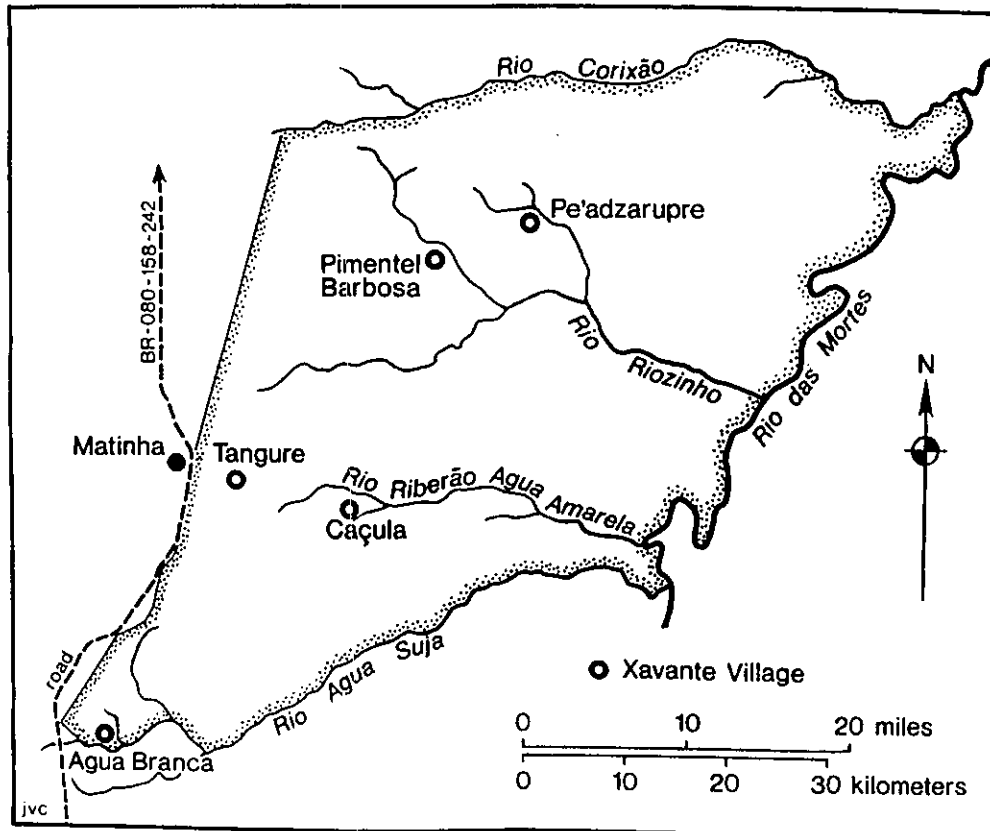 Rio Corixão
BR-080-158-242
Pe'adzarupre
Pimentel
Barbosa
Rio Riozinho
Rio das Mortes
N
Matinha
Tangure
Rio Riberão Agua Amarela
Caçula
road
Rio Agua Suja
Xavante Village
Agua Branca
0 10 20 miles
0 10 20 30 kilometers
jvc